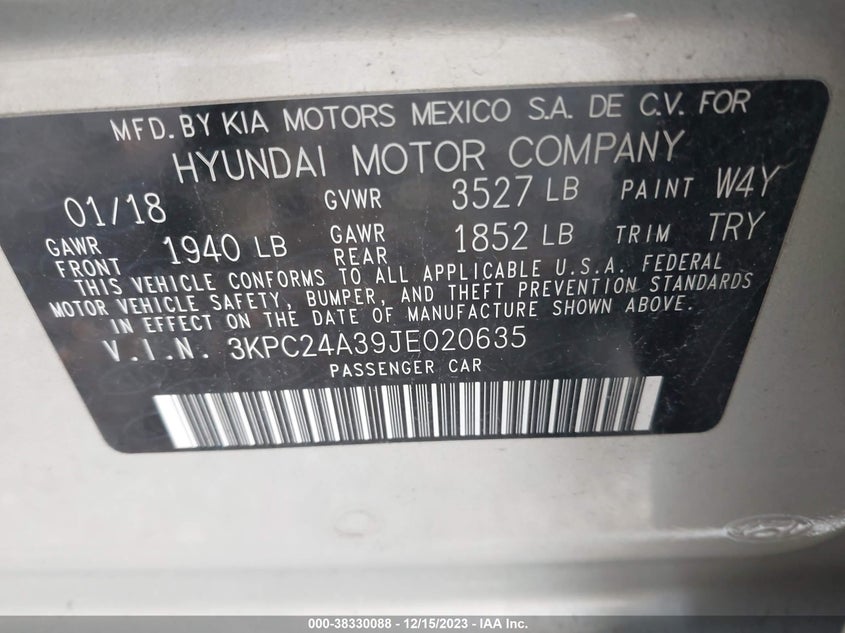 MFD. BY KIA MOTORS MEXICO S.A. DE C.V. FOR
HYUNDAI MOTOR COMPANY
01/18 GVWR 3527 LB PAINT W4Y
GAWR FRONT 1940 LB GAWR REAR 1852 LB TRIM TRY
THIS VEHICLE CONFORMS TO ALL APPLICABLE U.S.A. FEDERAL
MOTOR VEHICLE SAFETY, BUMPER, AND THEFT PREVENTION STANDARDS
IN EFFECT ON THE DATE OF MANUFACTURE SHOWN ABOVE.
V.I.N. 3KPC24A39JE020635
PASSENGER CAR
000-38330088 - 12/15/2023 - IAA Inc.